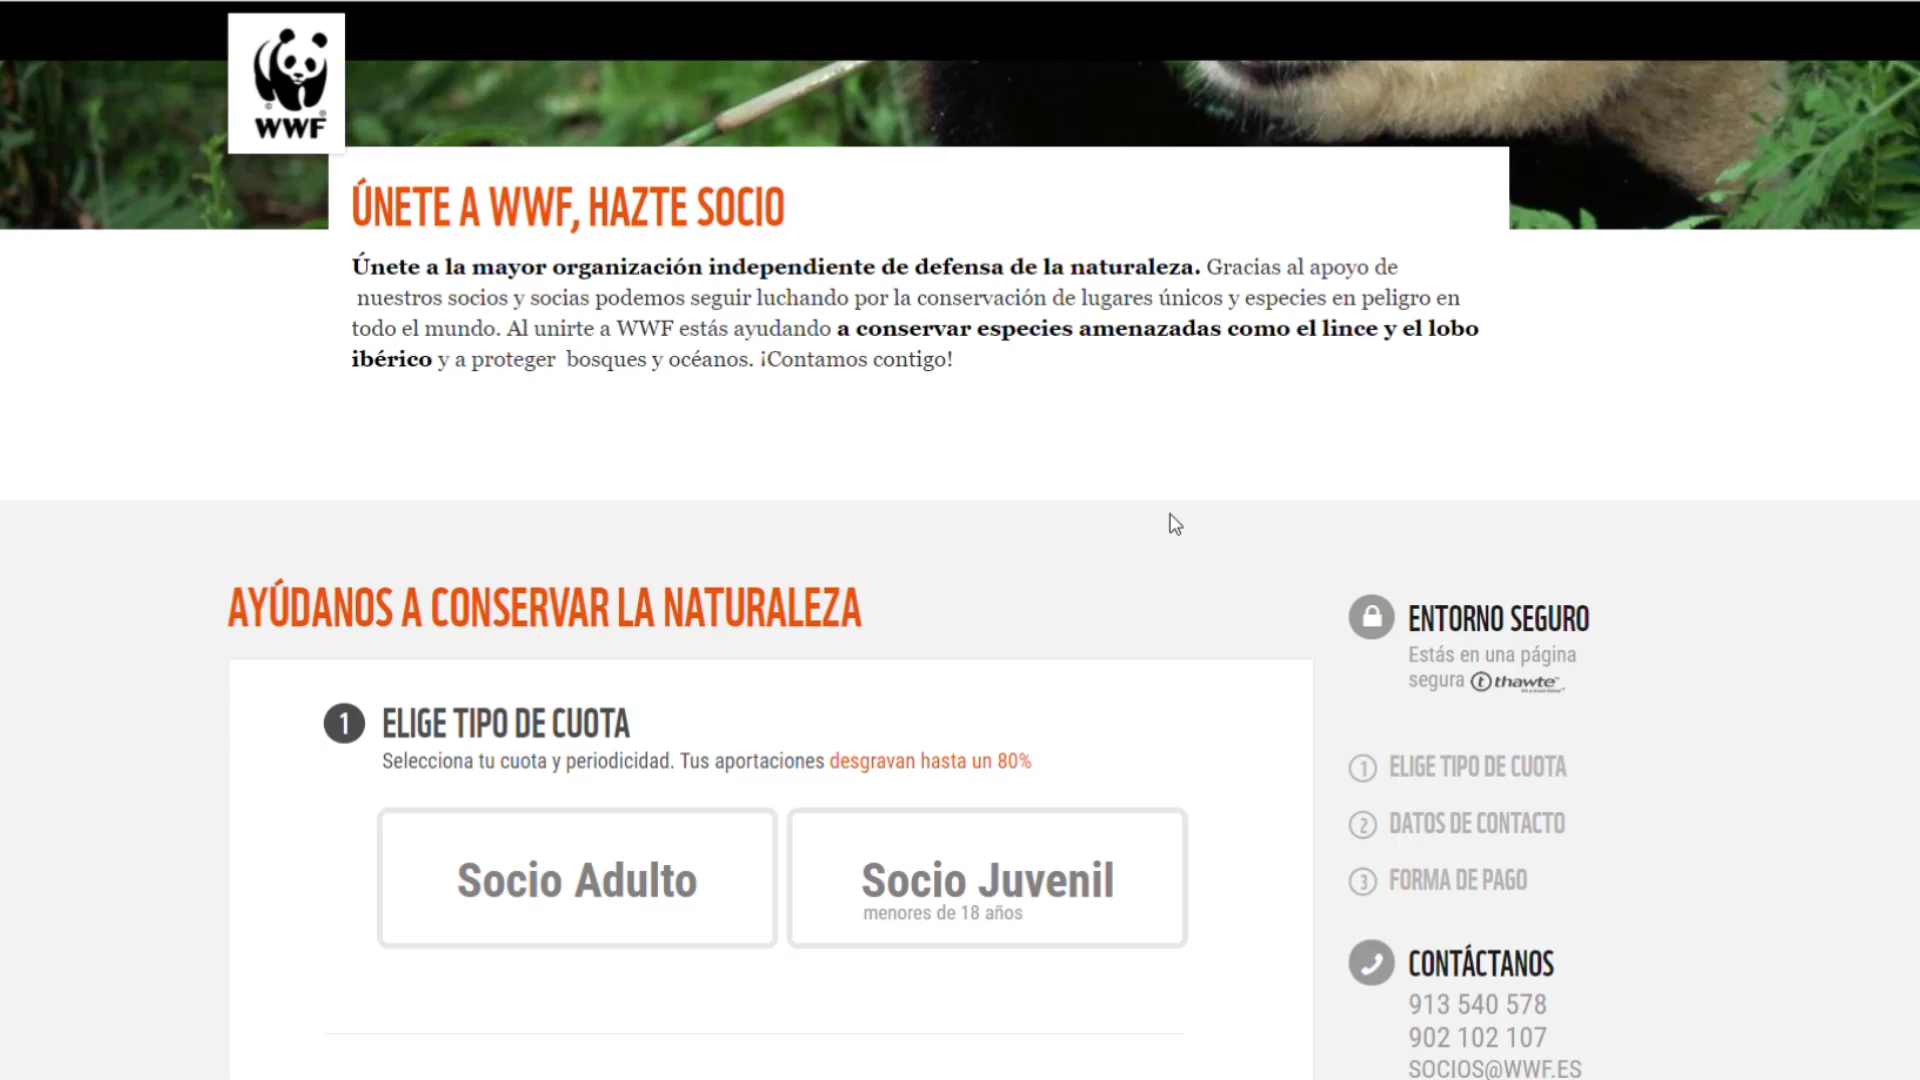 WWF
ÚNETE A WWF, HAZTE SOCIO
Únete a la mayor organización independiente de defensa de la naturaleza. Gracias al apoyo de
nuestros socios y socias podemos seguir luchando por la conservación de lugares únicos y especies en peligro en
todo el mundo. Al unirte a WWF estás ayudando a conservar especies amenazadas como el lince y el lobo
ibérico y a proteger bosques y océanos. ¡Contamos contigo!
AYÚDANOS A CONSERVAR LA NATURALEZA
1 ELIGE TIPO DE CUOTA
Selecciona tu cuota y periodicidad. Tus aportaciones desgravan hasta un 80%
Socio Adulto
Socio Juvenil
menores de 18 años
ENTORNO SEGURO
Estás en una página
segura thawte
1 ELIGE TIPO DE CUOTA
2 DATOS DE CONTACTO
3 FORMA DE PAGO
CONTÁCTANOS
913 540 578
902 102 107
SOCIOS@WWF.ES